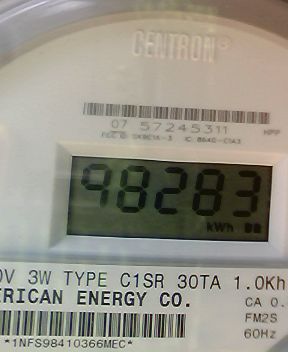 CENTRON®
07 57245311
98283
kWh
0V 3W TYPE C1SR 30TA 1.0Kh
ERICAN ENERGY CO.
CA 0.
FM2S
60Hz
*1NFS98410366MEC*